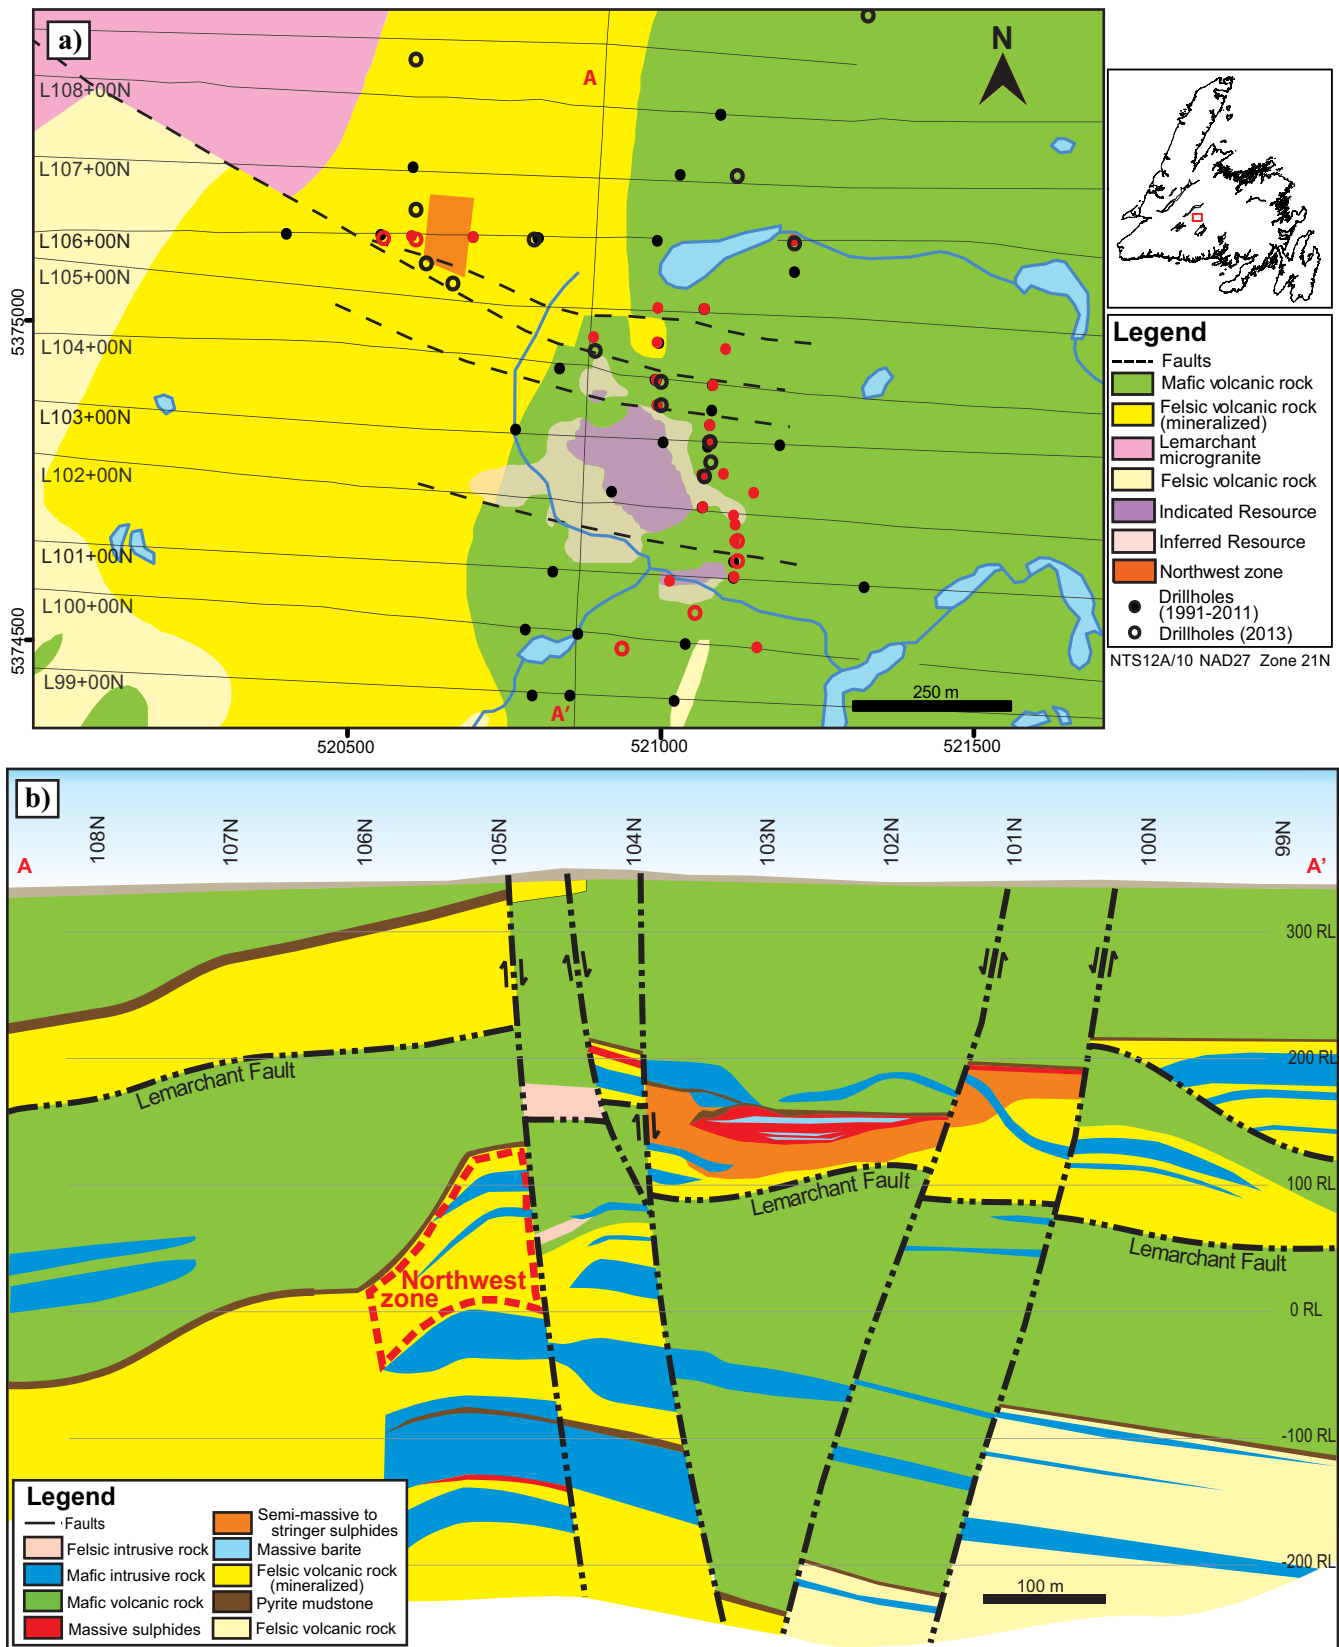 a)
N
A
L108+00N
L107+00N
L106+00N
L105+00N
L104+00N
L103+00N
L102+00N
L101+00N
L100+00N
L99+00N
A'
250 m
5375000
5374500
520500
521000
521500
Legend
Faults
Mafic volcanic rock
Felsic volcanic rock
(mineralized)
Lemarchant
microgranite
Felsic volcanic rock
Indicated Resource
Inferred Resource
Northwest zone
Drillholes
(1991-2011)
Drillholes (2013)
NTS12A/10 NAD27 Zone 21N
b)
108N
107N
106N
105N
104N
103N
102N
101N
100N
99N
A
A'
300 RL
200 RL
100 RL
0 RL
-100 RL
-200 RL
Lemarchant Fault
Lemarchant Fault
Lemarchant Fault
Northwest
zone
100 m
Legend
Faults
Felsic intrusive rock
Mafic intrusive rock
Mafic volcanic rock
Massive sulphides
Semi-massive to
stringer sulphides
Massive barite
Felsic volcanic rock
(mineralized)
Pyrite mudstone
Felsic volcanic rock